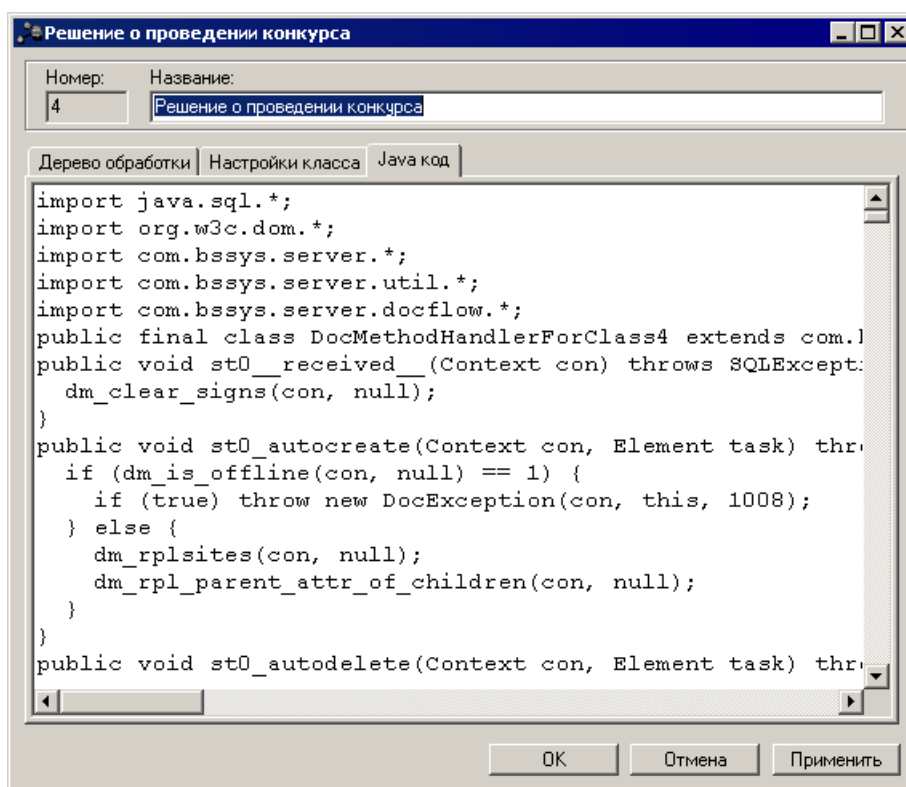 Решение о проведении конкурса
Номер: Название:
4 Решение о проведении конкурса
Дерево обработки Настройки класса Java код
import java.sql.*;
import org.w3c.dom.*;
import com.bssys.server.*;
import com.bssys.server.util.*;
import com.bssys.server.docflow.*;
public final class DocMethodHandlerForClass4 extends com.
public void st0__received__(Context con) throws SQLExcept
dm_clear_signs(con, null);
}
public void st0_autocreate(Context con, Element task) thr
if (dm_is_offline(con, null) == 1) {
if (true) throw new DocException(con, this, 1008);
} else {
dm_rplsites(con, null);
dm_rpl_parent_attr_of_children(con, null);
}
}
public void st0_autodelete(Context con, Element task) thr
OK Отмена Применить